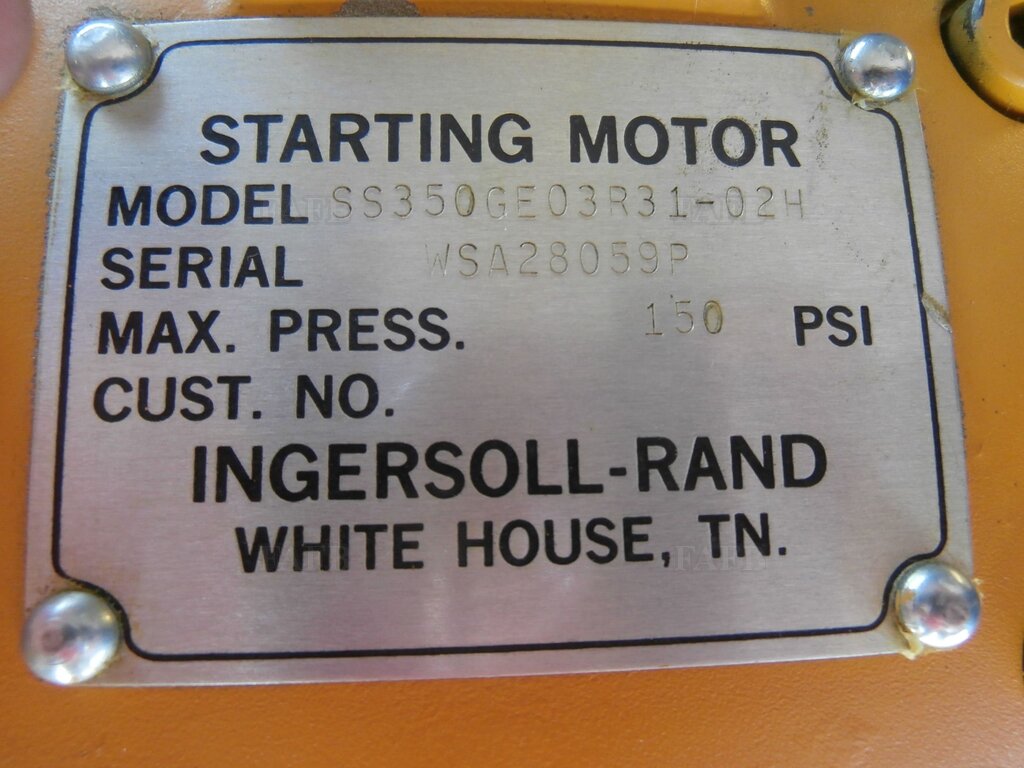 STARTING MOTOR
MODEL SS350GE03R31-02H
SERIAL WSA28059P
MAX. PRESS. 150 PSI
CUST. NO.
INGERSOLL-RAND
WHITE HOUSE, TN.